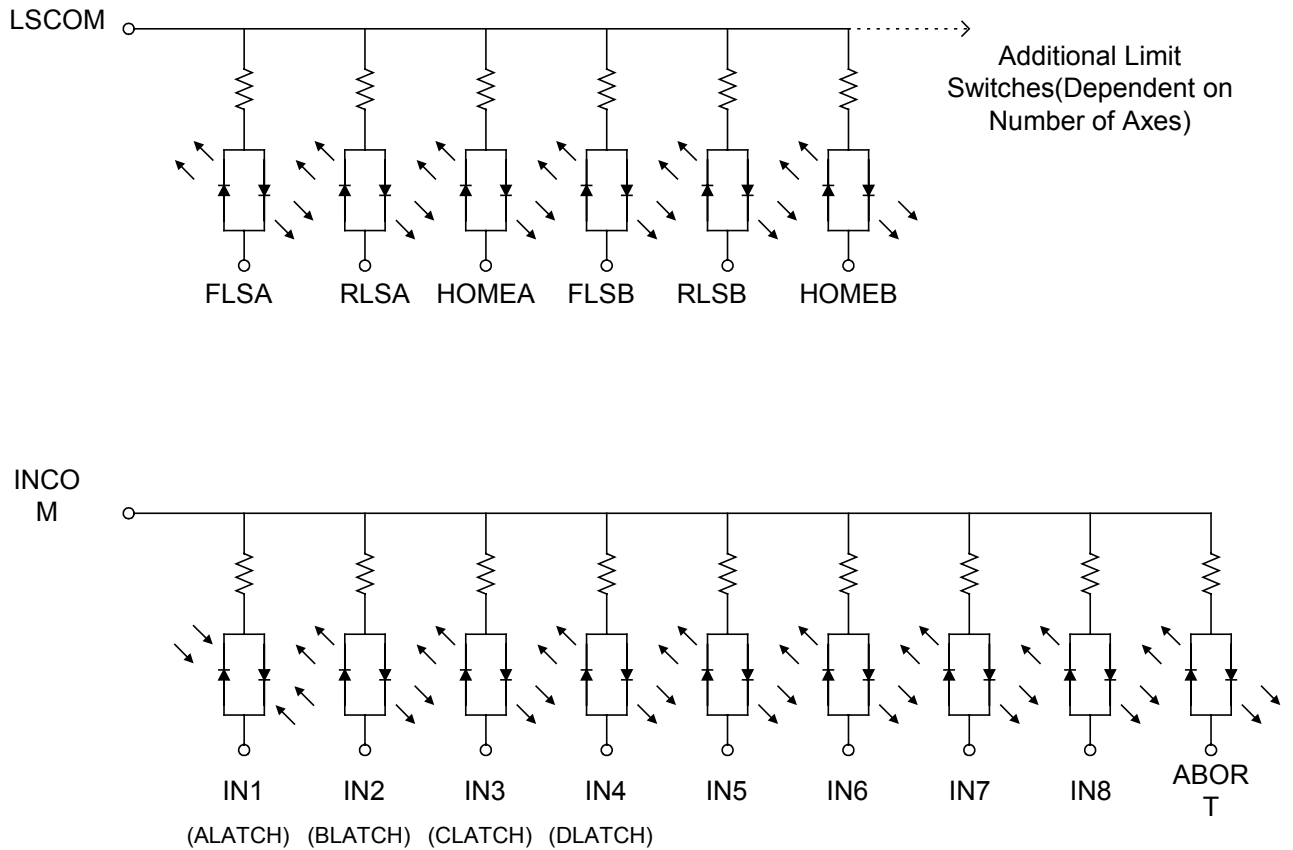 LSCOM
Additional Limit
Switches(Dependent on
Number of Axes)
FLSA RLSA HOMEA FLSB RLSB HOMEB
INCO
M
IN1 IN2 IN3 IN4 IN5 IN6 IN7 IN8 ABOR
T
(ALATCH) (BLATCH) (CLATCH) (DLATCH)